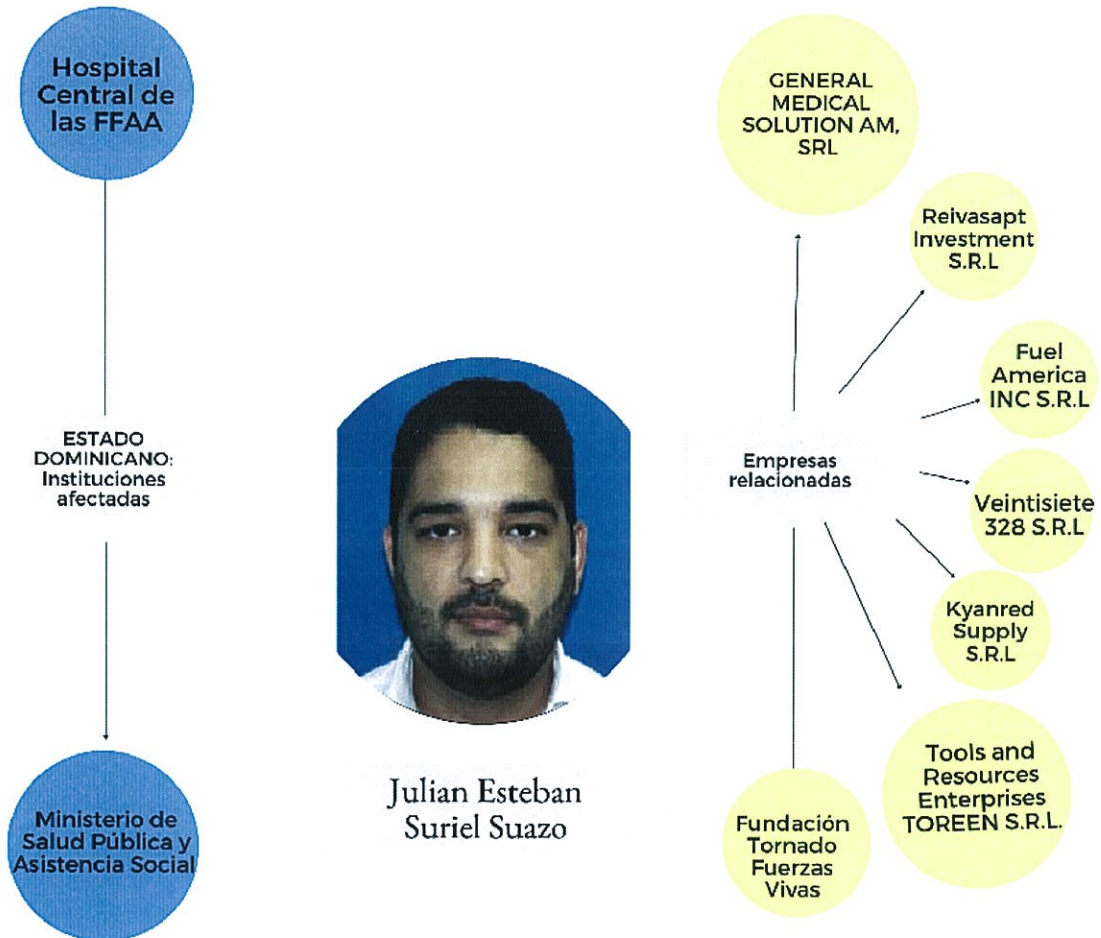 Hospital
Central de
las FFAA
ESTADO
DOMINICANO:
Instituciones
afectadas
Ministerio de
Salud Pública y
Asistencia Social
Julian Esteban
Suriel Suazo
GENERAL
MEDICAL
SOLUTION AM,
SRL
Reivasapt
Investment
S.R.L
Fuel
America
INC S.R.L
Empresas
relacionadas
Veintisiete
328 S.R.L
Kyanred
Supply
S.R.L
Tools and
Resources
Enterprises
TOREEN S.R.L.
Fundación
Tornado
Fuerzas
Vivas